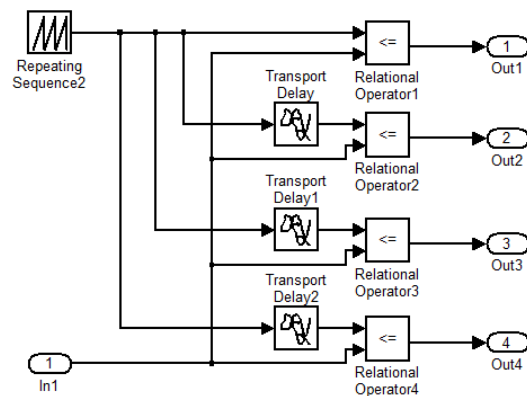 Repeating
Sequence2
<=
Relational
Operator1
1
Out1
Transport
Delay
<=
Relational
Operator2
2
Out2
Transport
Delay1
<=
Relational
Operator3
3
Out3
Transport
Delay2
<=
Relational
Operator4
4
Out4
1
In1